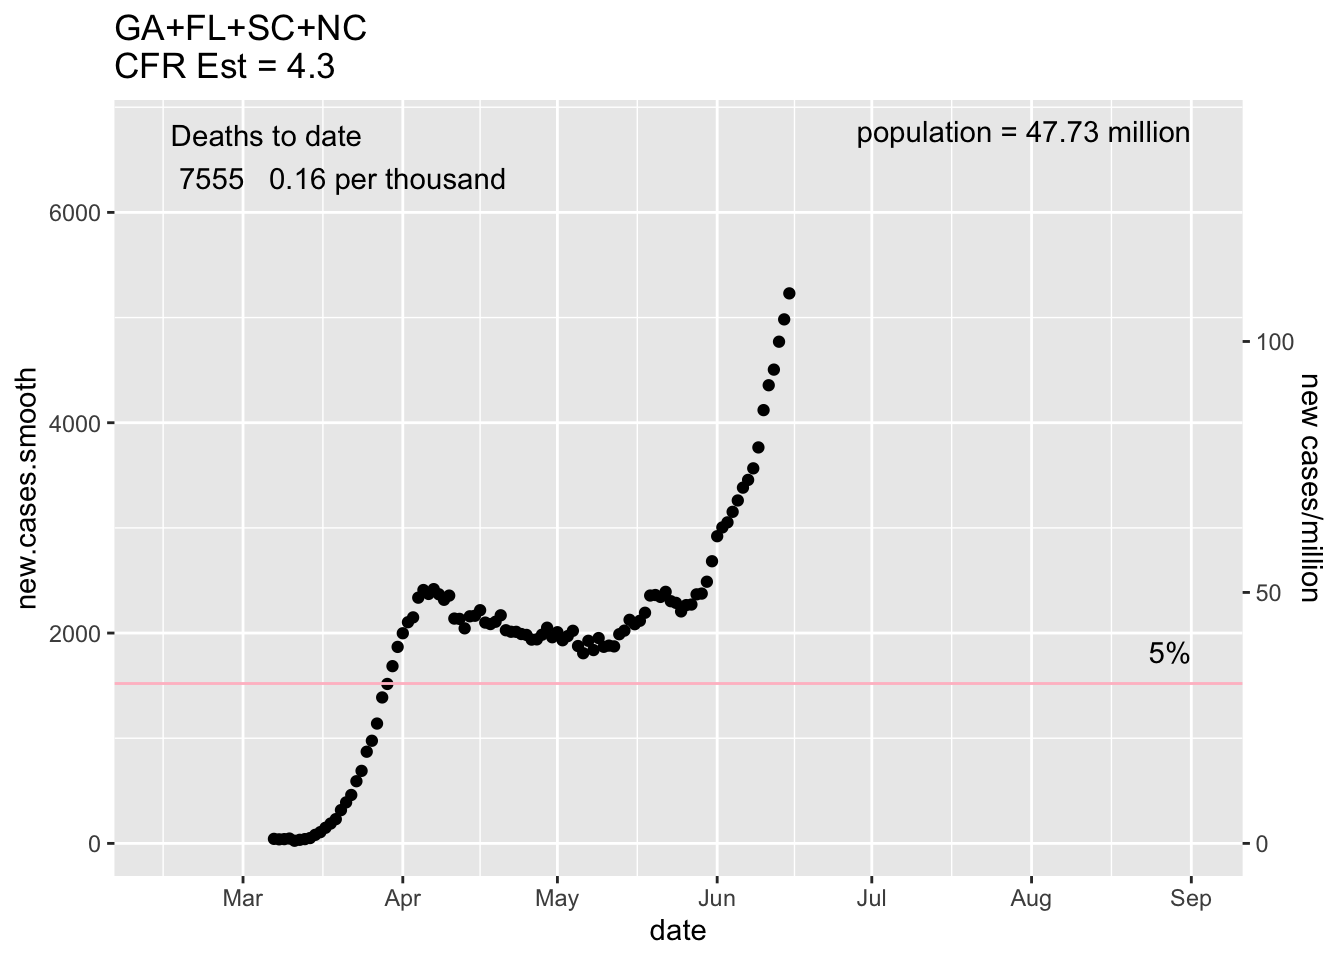 GA+FL+SC+NC
CFR Est = 4.3
Deaths to date
7555   0.16 per thousand
population = 47.73 million
6000
4000
2000
0
new.cases.smooth
100
50
0
new cases/million
5%
Mar
Apr
May
Jun
Jul
Aug
Sep
date